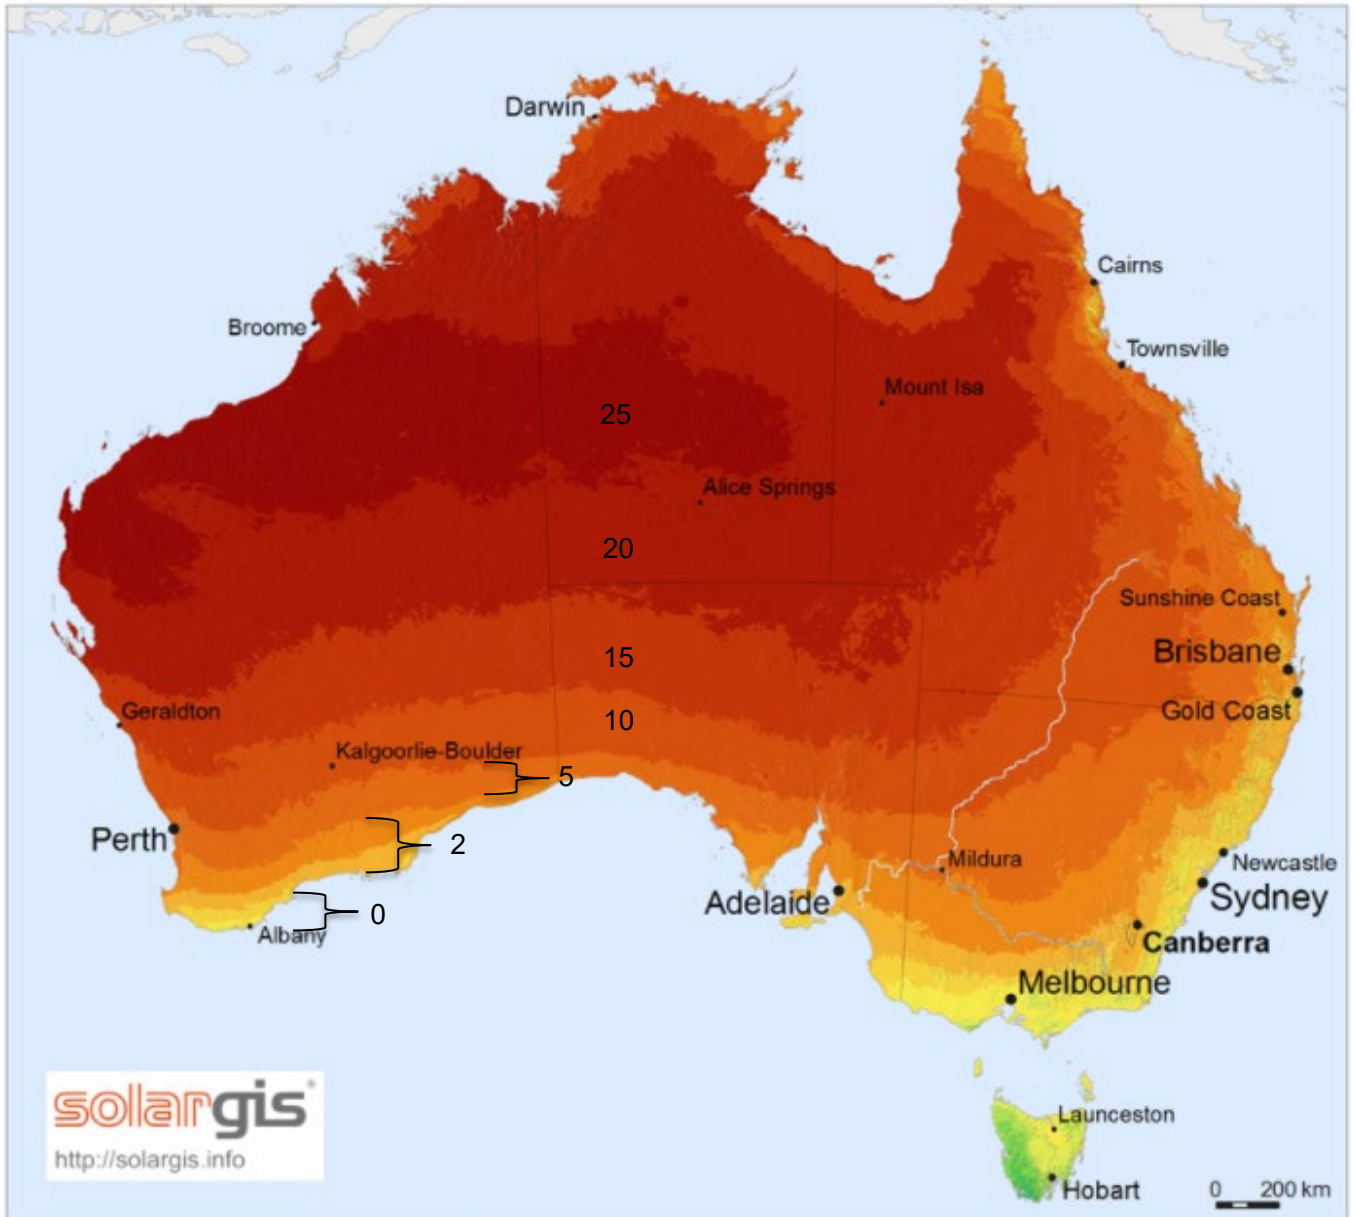 Darwin
Cairns
Broome
Townsville
Mount Isa
25
Alice Springs
20
Sunshine Coast
Brisbane
15
Geraldton
10
Gold Coast
Kalgoorlie-Boulder
5
Perth
2
Mildura
Newcastle
Adelaide
Sydney
0
Albany
Canberra
Melbourne
solargis
http://solargis.info
Launceston
Hobart
0 200 km